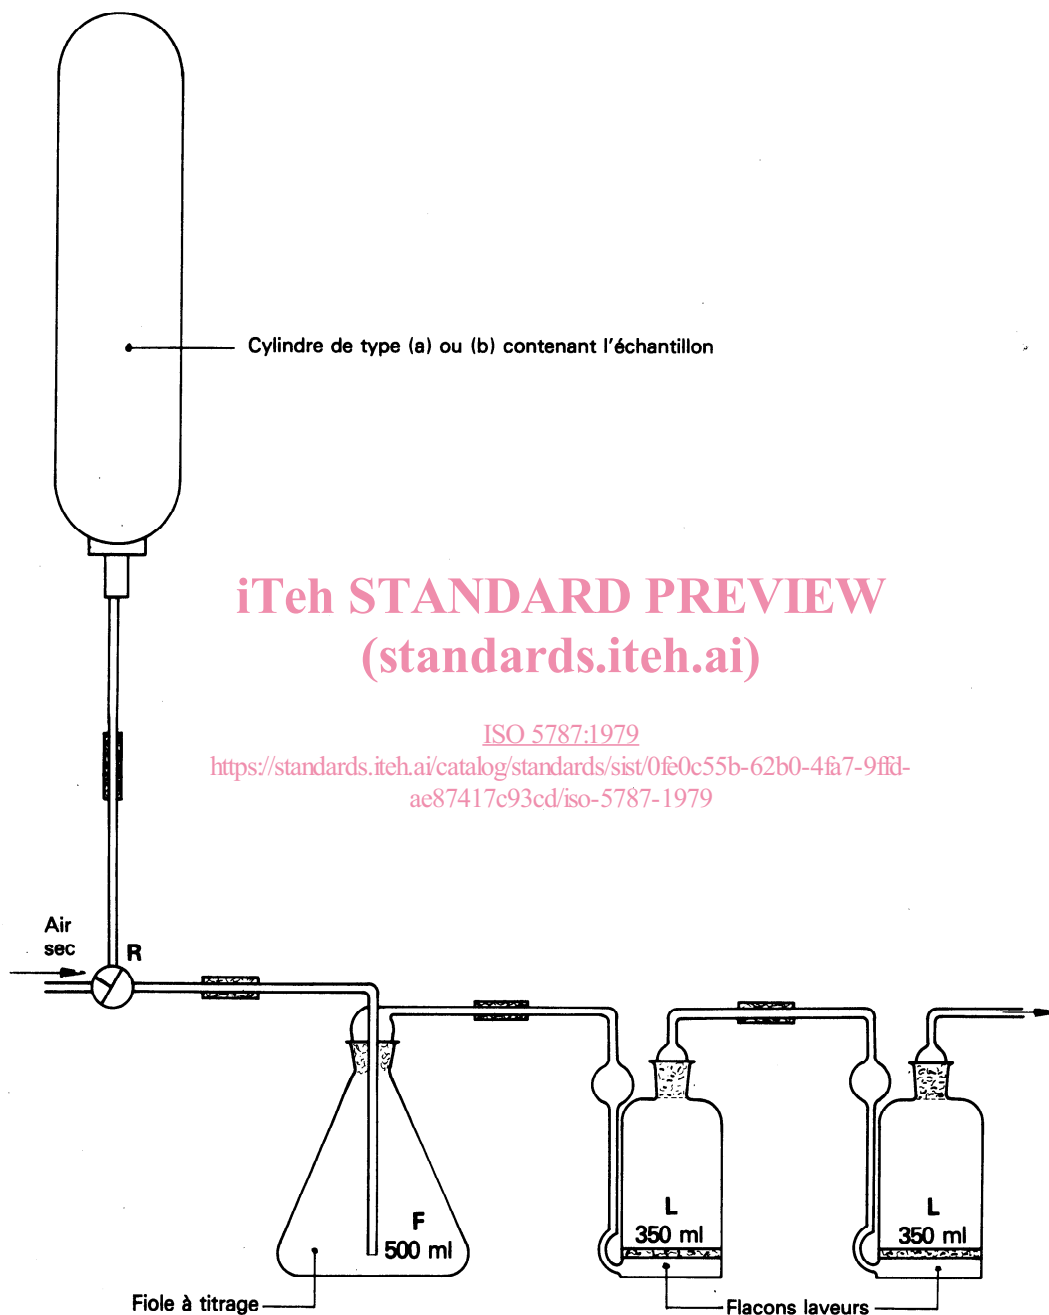 Cylindre de type (a) ou (b) contenant l'échantillon
iTeh STANDARD PREVIEW
(standards.iteh.ai)
ISO 5787:1979
https://standards.iteh.ai/catalog/standards/sist/0fe0c55b-62b0-4fa7-9ffd-
ae87417c93cd/iso-5787-1979
Air
sec
R
F
500 ml
L
350 ml
L
350 ml
Fiole à titrage
Flacons laveurs